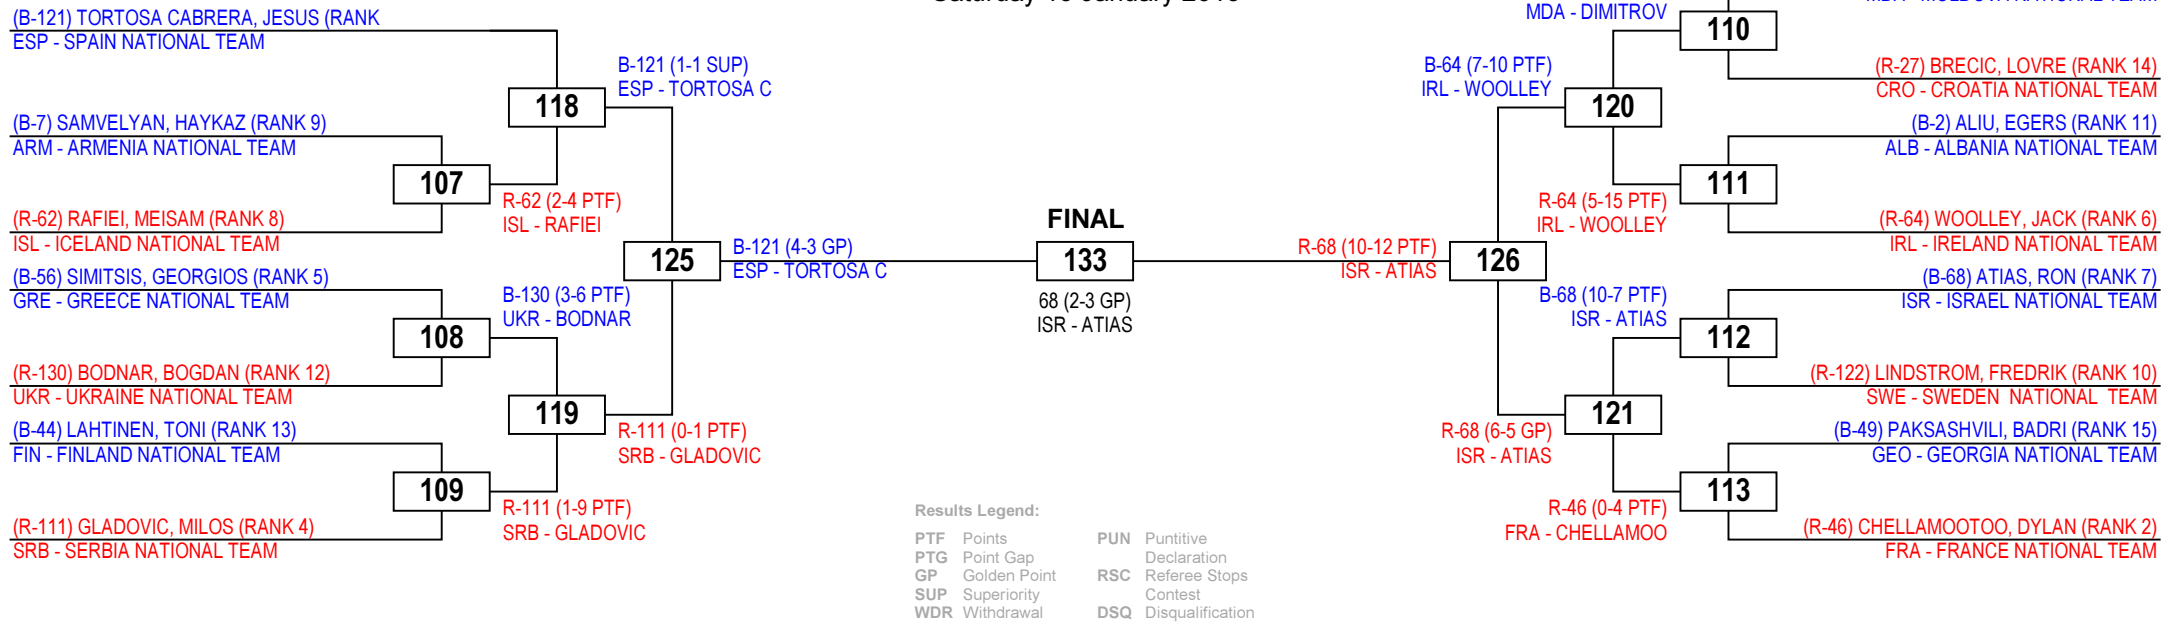 (B-121) TORTOSA CABRERA, JESUS (RANK
ESP - SPAIN NATIONAL TEAM
B-121 (1-1 SUP)
ESP - TORTOSA C
118
(B-7) SAMVELYAN, HAYKAZ (RANK 9)
ARM - ARMENIA NATIONAL TEAM
107
R-62 (2-4 PTF)
ISL - RAFIEI
(R-62) RAFIEI, MEISAM (RANK 8)
ISL - ICELAND NATIONAL TEAM
125
B-121 (4-3 GP)
ESP - TORTOSA C
(B-56) SIMITSIS, GEORGIOS (RANK 5)
GRE - GREECE NATIONAL TEAM
B-130 (3-6 PTF)
UKR - BODNAR
108
(R-130) BODNAR, BOGDAN (RANK 12)
UKR - UKRAINE NATIONAL TEAM
119
R-111 (0-1 PTF)
SRB - GLADOVIC
(B-44) LAHTINEN, TONI (RANK 13)
FIN - FINLAND NATIONAL TEAM
109
R-111 (1-9 PTF)
SRB - GLADOVIC
(R-111) GLADOVIC, MILOS (RANK 4)
SRB - SERBIA NATIONAL TEAM
FINAL
133
68 (2-3 GP)
ISR - ATIAS
MDA - DIMITROV
110
(R-27) BRECIC, LOVRE (RANK 14)
CRO - CROATIA NATIONAL TEAM
B-64 (7-10 PTF)
IRL - WOOLLEY
120
(B-2) ALIU, EGERS (RANK 11)
ALB - ALBANIA NATIONAL TEAM
111
R-64 (5-15 PTF)
IRL - WOOLLEY
(R-64) WOOLLEY, JACK (RANK 6)
IRL - IRELAND NATIONAL TEAM
R-68 (10-12 PTF)
ISR - ATIAS
126
(B-68) ATIAS, RON (RANK 7)
ISR - ISRAEL NATIONAL TEAM
B-68 (10-7 PTF)
ISR - ATIAS
112
(R-122) LINDSTROM, FREDRIK (RANK 10)
SWE - SWEDEN NATIONAL TEAM
121
R-68 (6-5 GP)
ISR - ATIAS
(B-49) PAKSASHVILI, BADRI (RANK 15)
GEO - GEORGIA NATIONAL TEAM
113
R-46 (0-4 PTF)
FRA - CHELLAMOO
(R-46) CHELLAMOOTOO, DYLAN (RANK 2)
FRA - FRANCE NATIONAL TEAM
Results Legend:
PTF Points
PTG Point Gap
GP Golden Point
SUP Superiority
WDR Withdrawal
PUN Puntitive
Declaration
RSC Referee Stops
Contest
DSQ Disqualification